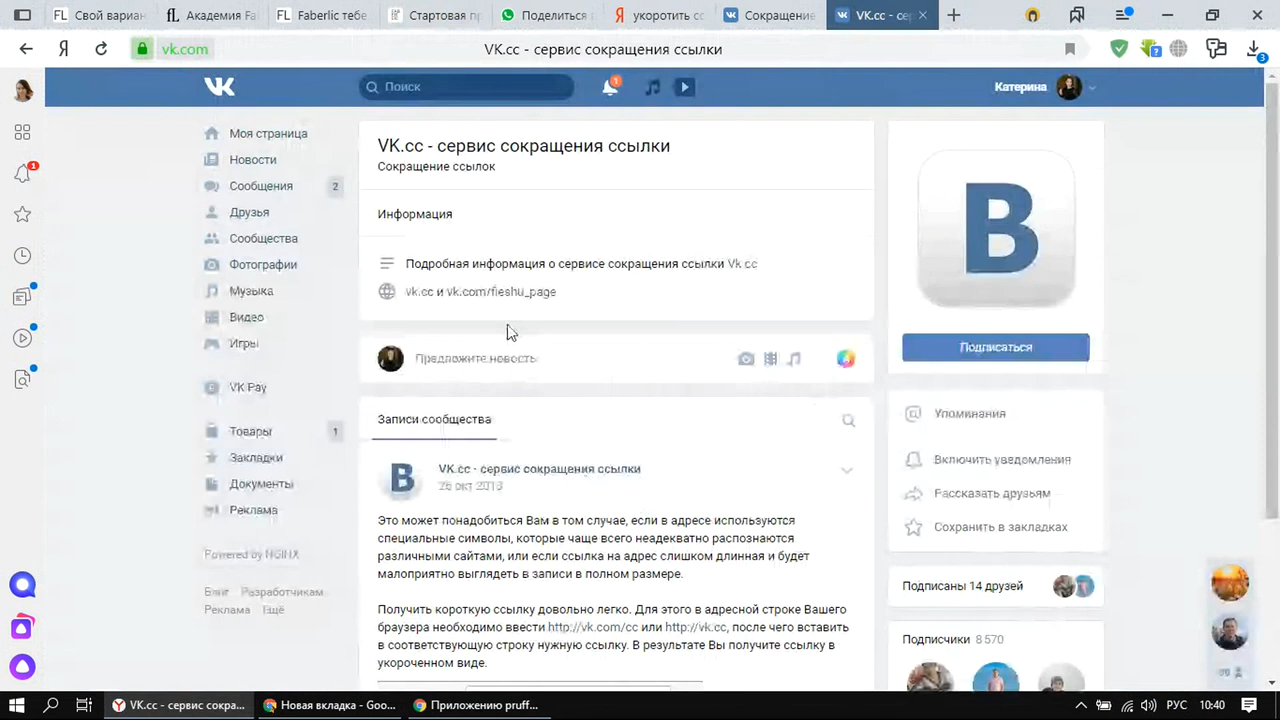 FL Свой вариан
Академия Fa
FL Faberlic тебе
Стартовая пр
Поделиться
укоротить сс
Сокращение
VK.cc - сер
Я
vk.com
VK.cc - сервис сокращения ссылки
3
Поиск
1
Катерина
1
Моя страница
Новости
Сообщения 2
Друзья
Сообщества
Фотографии
Музыка
Видео
Игры
VK Pay
Товары 1
Закладки
Документы
Реклама
Powered by NGINX
Блог Разработчикам
Реклама Ещё
VK.cc - сервис сокращения ссылки
Сокращение ссылок
Информация
Подробная информация о сервисе сокращения ссылки Vk.cc
vk.cc и vk.com/fieshu_page
Предложите новость
Записи сообщества
VK.cc - сервис сокращения ссылки
Это может понадобиться Вам в том случае, если в адресе используются
специальные символы, которые чаще всего неадекватно распознаются
различными сайтами, или если ссылка на адрес слишком длинная и будет
малоприятно выглядеть в записи в полном размере.
Получить короткую ссылку довольно легко. Для этого в адресной строке Вашего
браузера необходимо ввести http://vk.com/cc или http://vk.cc, после чего вставить
в соответствующую строку нужную ссылку. В результате Вы получите ссылку в
укороченном виде.
B
Подписаться
Упоминания
Включить уведомления
Рассказать друзьям
Сохранить в закладках
Подписаны 14 друзей
Подписчики 8 570
VK.cc - сервис сокра...
Новая вкладка - Goo...
Приложению pruff...
РУС
10:40